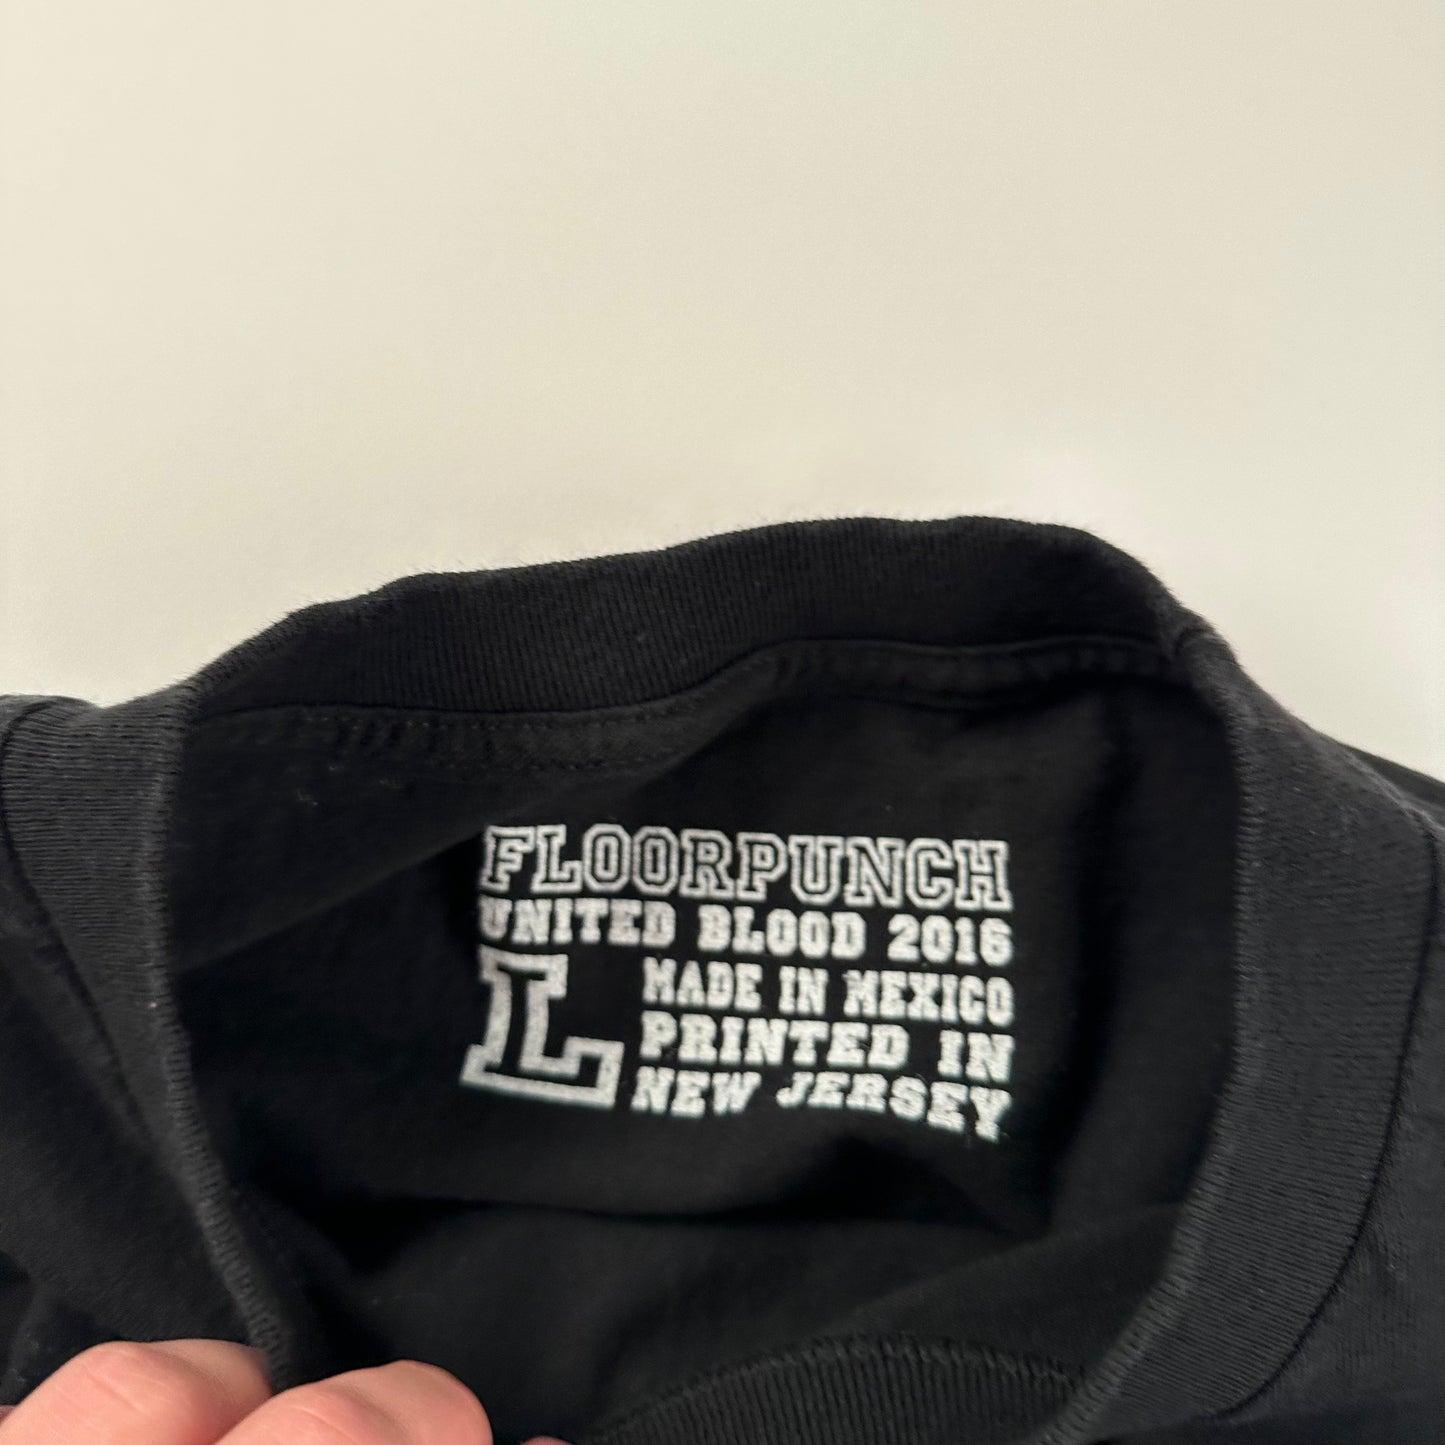 FLOORPUNCH
UNITED BLOOD 2016
L
MADE IN MEXICO
PRINTED IN
NEW JERSEY